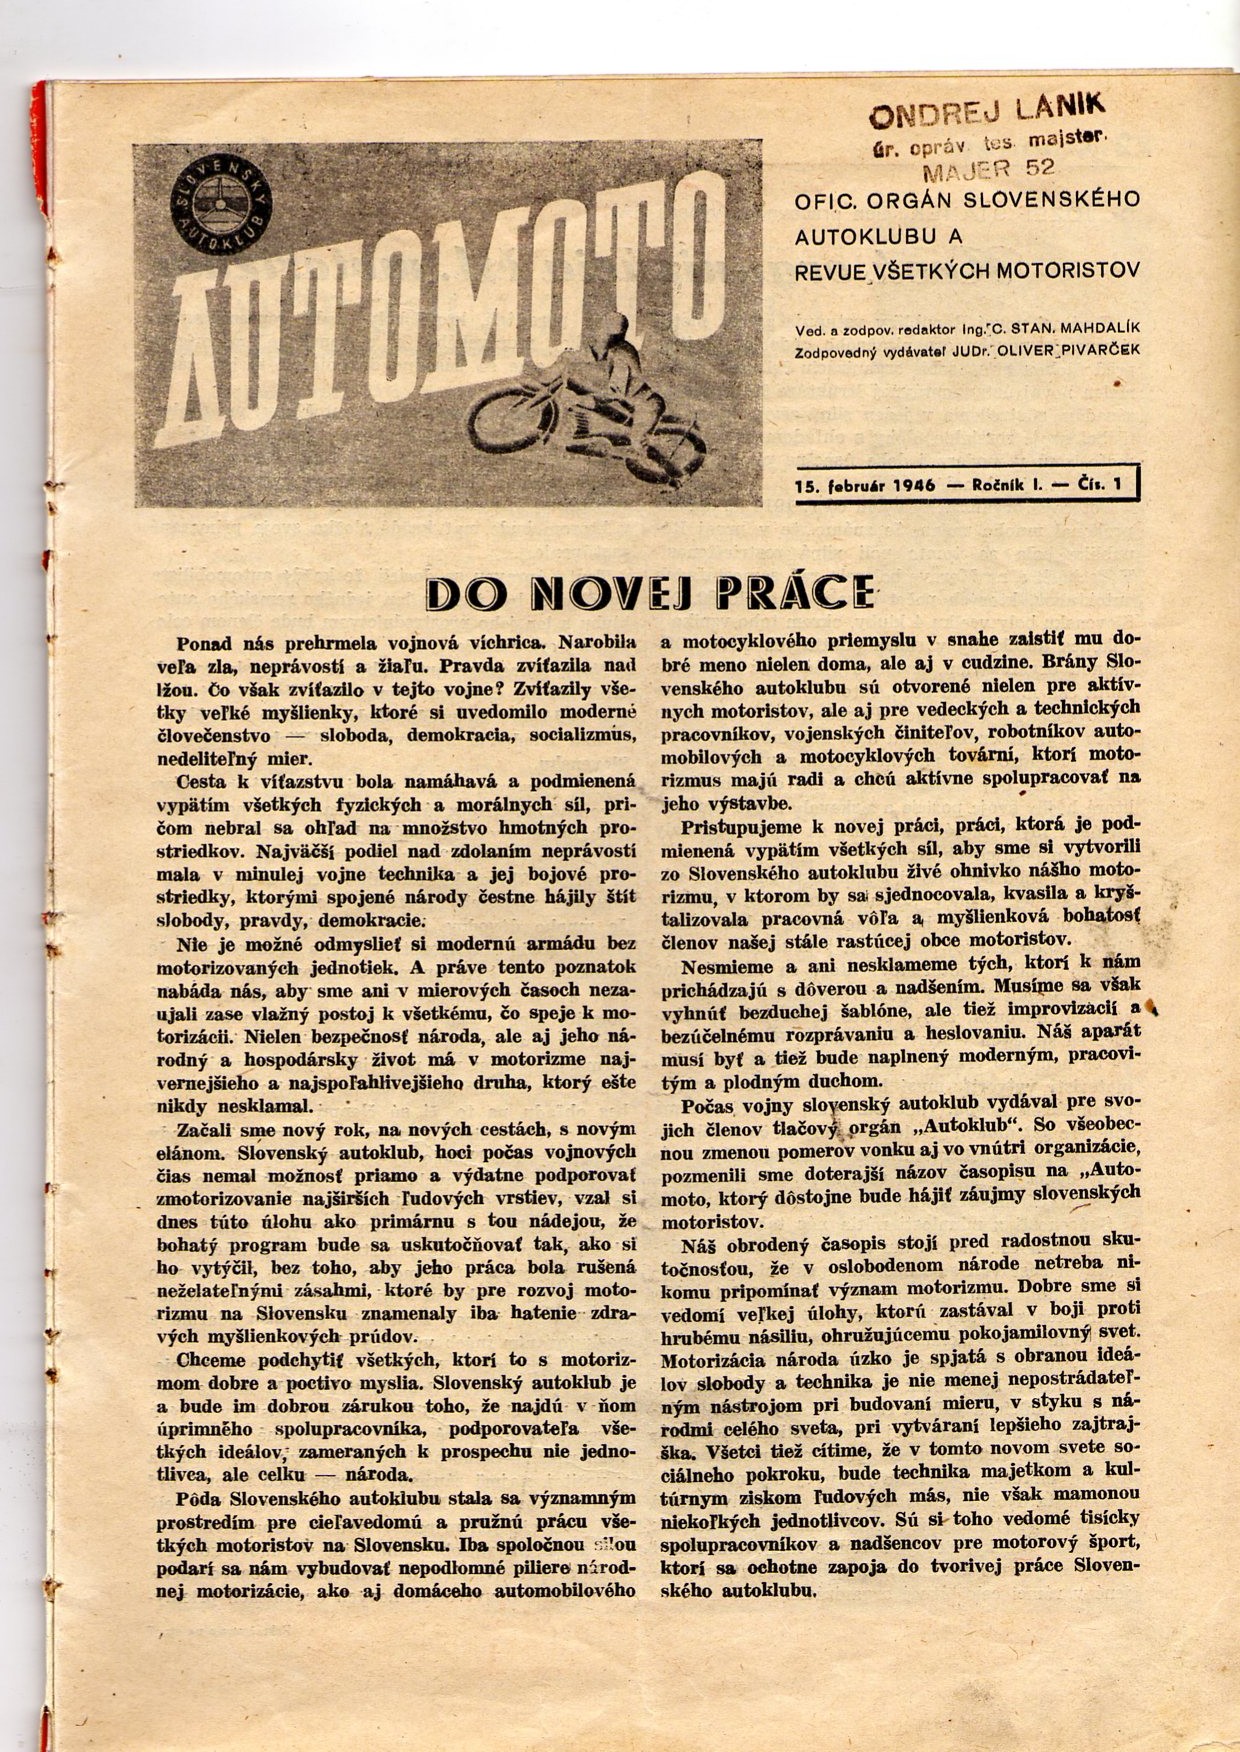 ONDREJ LANIK
úr. opráv. tes. majster.
MAJER 52
SLOVENSKÝ AUTOKLUB
AUTOMOTO
OFIC. ORGÁN SLOVENSKÉHO
AUTOKLUBU A
REVUE VŠETKÝCH MOTORISTOV
Ved. a zodpov. redaktor Ing. C. STAN. MAHDALÍK
Zodpovedný vydávateľ JUDr. OLIVER PIVARČEK
15. február 1946 — Ročník I. — Čís. 1
DO NOVEJ PRÁCE
Ponad nás prehrmela vojnová víchrica. Narobila
veľa zla, neprávostí a žiaľu. Pravda zvíťazila nad
lžou. Čo však zvíťazilo v tejto vojne? Zvíťazily vše-
tky veľké myšlienky, ktoré si uvedomilo moderné
človečenstvo — sloboda, demokracia, socializmus,
nedeliteľný mier.
Cesta k víťazstvu bola namáhavá a podmienená
vypätím všetkých fyzických a morálnych síl, pri-
čom nebral sa ohľad na množstvo hmotných pro-
striedkov. Najväčší podiel nad zdolaním neprávostí
mala v minulej vojne technika a jej bojové pro-
striedky, ktorými spojené národy čestne hájily štít
slobody, pravdy, demokracie.
Nie je možné odmyslieť si modernú armádu bez
motorizovaných jednotiek. A práve tento poznatok
nabáda nás, aby sme ani v mierových časoch neza-
ujali zase vlažný postoj k všetkému, čo speje k mo-
torizácii. Nielen bezpečnosť národa, ale aj jeho ná-
rodný a hospodársky život má v motorizme naj-
vernejšieho a najspoľahlivejšieho druha, ktorý ešte
nikdy nesklamal.
Začali sme nový rok, na nových cestách, s novým
elánom. Slovenský autoklub, hoci počas vojnových
čias nemal možnosť priamo a výdatne podporovať
zmotorizovanie najširších ľudových vrstiev, vzal si
dnes túto úlohu ako primárnu s tou nádejou, že
bohatý program bude sa uskutočňovať tak, ako si
ho vytýčil, bez toho, aby jeho práca bola rušená
neželateľnými zásahmi, ktoré by pre rozvoj moto-
rizmu na Slovensku znamenaly iba hatenie zdra-
vých myšlienkových prúdov.
Chceme podchytiť všetkých, ktorí to s motoriz-
mom dobre a poctivo myslia. Slovenský autoklub je
a bude im dobrou zárukou toho, že najdú v ňom
úprimného spolupracovníka, podporovateľa vše-
tkých ideálov, zameraných k prospechu nie jedno-
tlivca, ale celku — národa.
Pôda Slovenského autoklubu stala sa významným
prostredím pre cieľavedomú a pružnú prácu vše-
tkých motoristov na Slovensku. Iba spoločnou silou
podarí sa nám vybudovať nepodlomné piliere národ-
nej motorizácie, ako aj domáceho automobilového
a motocyklového priemyslu v snahe zaistiť mu do-
bré meno nielen doma, ale aj v cudzine. Brány Slo-
venského autoklubu sú otvorené nielen pre aktív-
nych motoristov, ale aj pre vedeckých a technických
pracovníkov, vojenských činiteľov, robotníkov auto-
mobilových a motocyklových tovární, ktorí moto-
rizmus majú radi a chcú aktívne spolupracovať na
jeho výstavbe.
Pristupujeme k novej práci, práci, ktorá je pod-
mienená vypätím všetkých síl, aby sme si vytvorili
zo Slovenského autoklubu živé ohnivko nášho moto-
rizmu, v ktorom by sa sjednocovala, kvasila a kryš-
talizovala pracovná vôľa a myšlienková bohatosť
členov našej stále rastúcej obce motoristov.
Nesmieme a ani nesklameme tých, ktorí k nám
prichádzajú s dôverou a nadšením. Musíme sa však
vyhnúť bezduchej šablóne, ale tiež improvizácií a
bezúčelnému rozprávaniu a heslovaniu. Náš aparát
musí byť a tiež bude naplnený moderným, pracovi-
tým a plodným duchom.
Počas vojny slovenský autoklub vydával pre svo-
jich členov tlačový orgán „Autoklub“. So všeobec-
nou zmenou pomerov vonku aj vo vnútri organizácie,
pozmenili sme doterajší názov časopisu na „Auto-
moto, ktorý dôstojne bude hájiť záujmy slovenských
motoristov.
Náš obrodený časopis stojí pred radostnou sku-
točnosťou, že v oslobodenom národe netreba ni-
komu pripomínať význam motorizmu. Dobre sme si
vedomí veľkej úlohy, ktorú zastával v boji proti
hrubému násiliu, ohružujúcemu pokojamilovný svet.
Motorizácia národa úzko je spjatá s obranou ideá-
lov slobody a technika je nie menej nepostrádateľ-
ným nástrojom pri budovaní mieru, v styku s ná-
rodmi celého sveta, pri vytváraní lepšieho zajtraj-
ška. Všetci tiež cítime, že v tomto novom svete so-
ciálneho pokroku, bude technika majetkom a kul-
túrnym ziskom ľudových más, nie však mamonou
niekoľkých jednotlivcov. Sú si toho vedomé tisícky
spolupracovníkov a nadšencov pre motorový šport,
ktorí sa ochotne zapoja do tvorivej práce Sloven-
ského autoklubu.